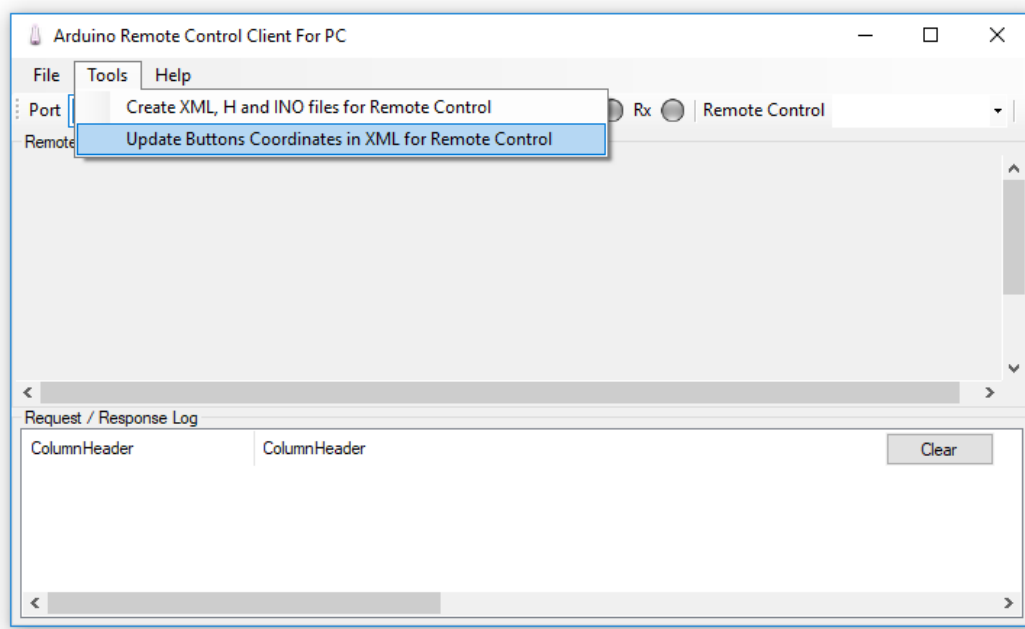 Arduino Remote Control Client For PC
File Tools Help
Port Rx Remote Control
Create XML, H and INO files for Remote Control
Update Buttons Coordinates in XML for Remote Control
Remote
Request / Response Log
ColumnHeader ColumnHeader Clear